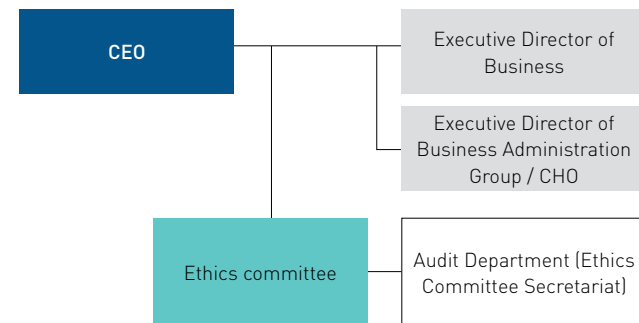 CEO
Executive Director of
Business
Executive Director of
Business Administration
Group / CHO
Ethics committee
Audit Department (Ethics
Committee Secretariat)